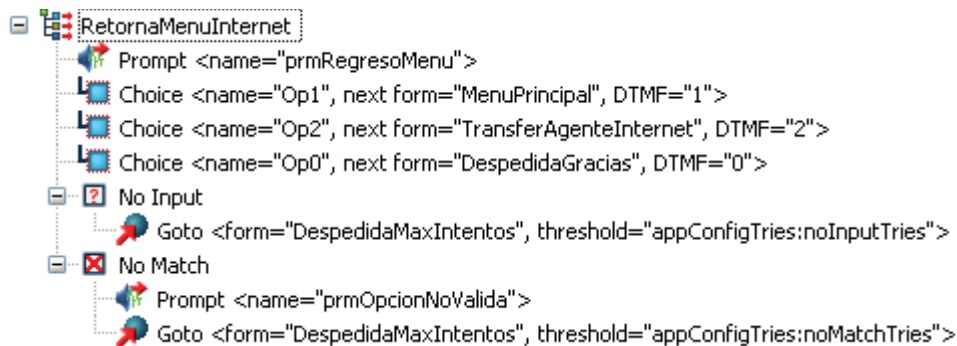 RetornaMenuInternet
Prompt <name="prmRegresoMenu">
Choice <name="Op1", next form="MenuPrincipal", DTMF="1">
Choice <name="Op2", next form="TransferAgenteInternet", DTMF="2">
Choice <name="Op0", next form="DespedidaGracias", DTMF="0">
No Input
Goto <form="DespedidaMaxIntentos", threshold="appConfigTries:noInputTries">
No Match
Prompt <name="prmOpcionNoValida">
Goto <form="DespedidaMaxIntentos", threshold="appConfigTries:noMatchTries">